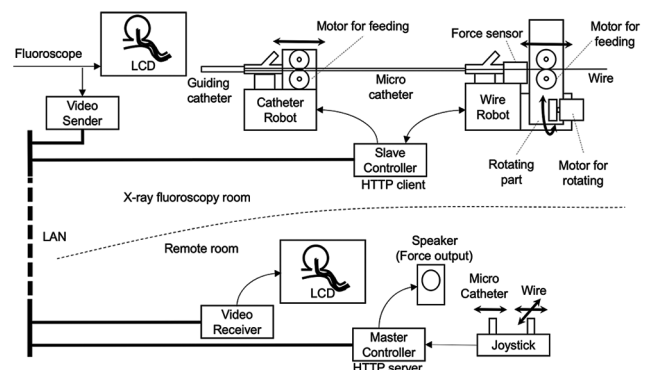 Fluoroscope
LCD
Video
Sender
Guiding
catheter
Motor for
feeding
Catheter
Robot
Micro
catheter
Force sensor
Motor for
feeding
Wire
Wire
Robot
Rotating
part
Motor for
rotating
Slave
Controller
HTTP client
X-ray fluoroscopy room
LAN
Remote room
LCD
Video
Receiver
Speaker
(Force output)
Micro
Catheter
Wire
Joystick
Master
Controller
HTTP server